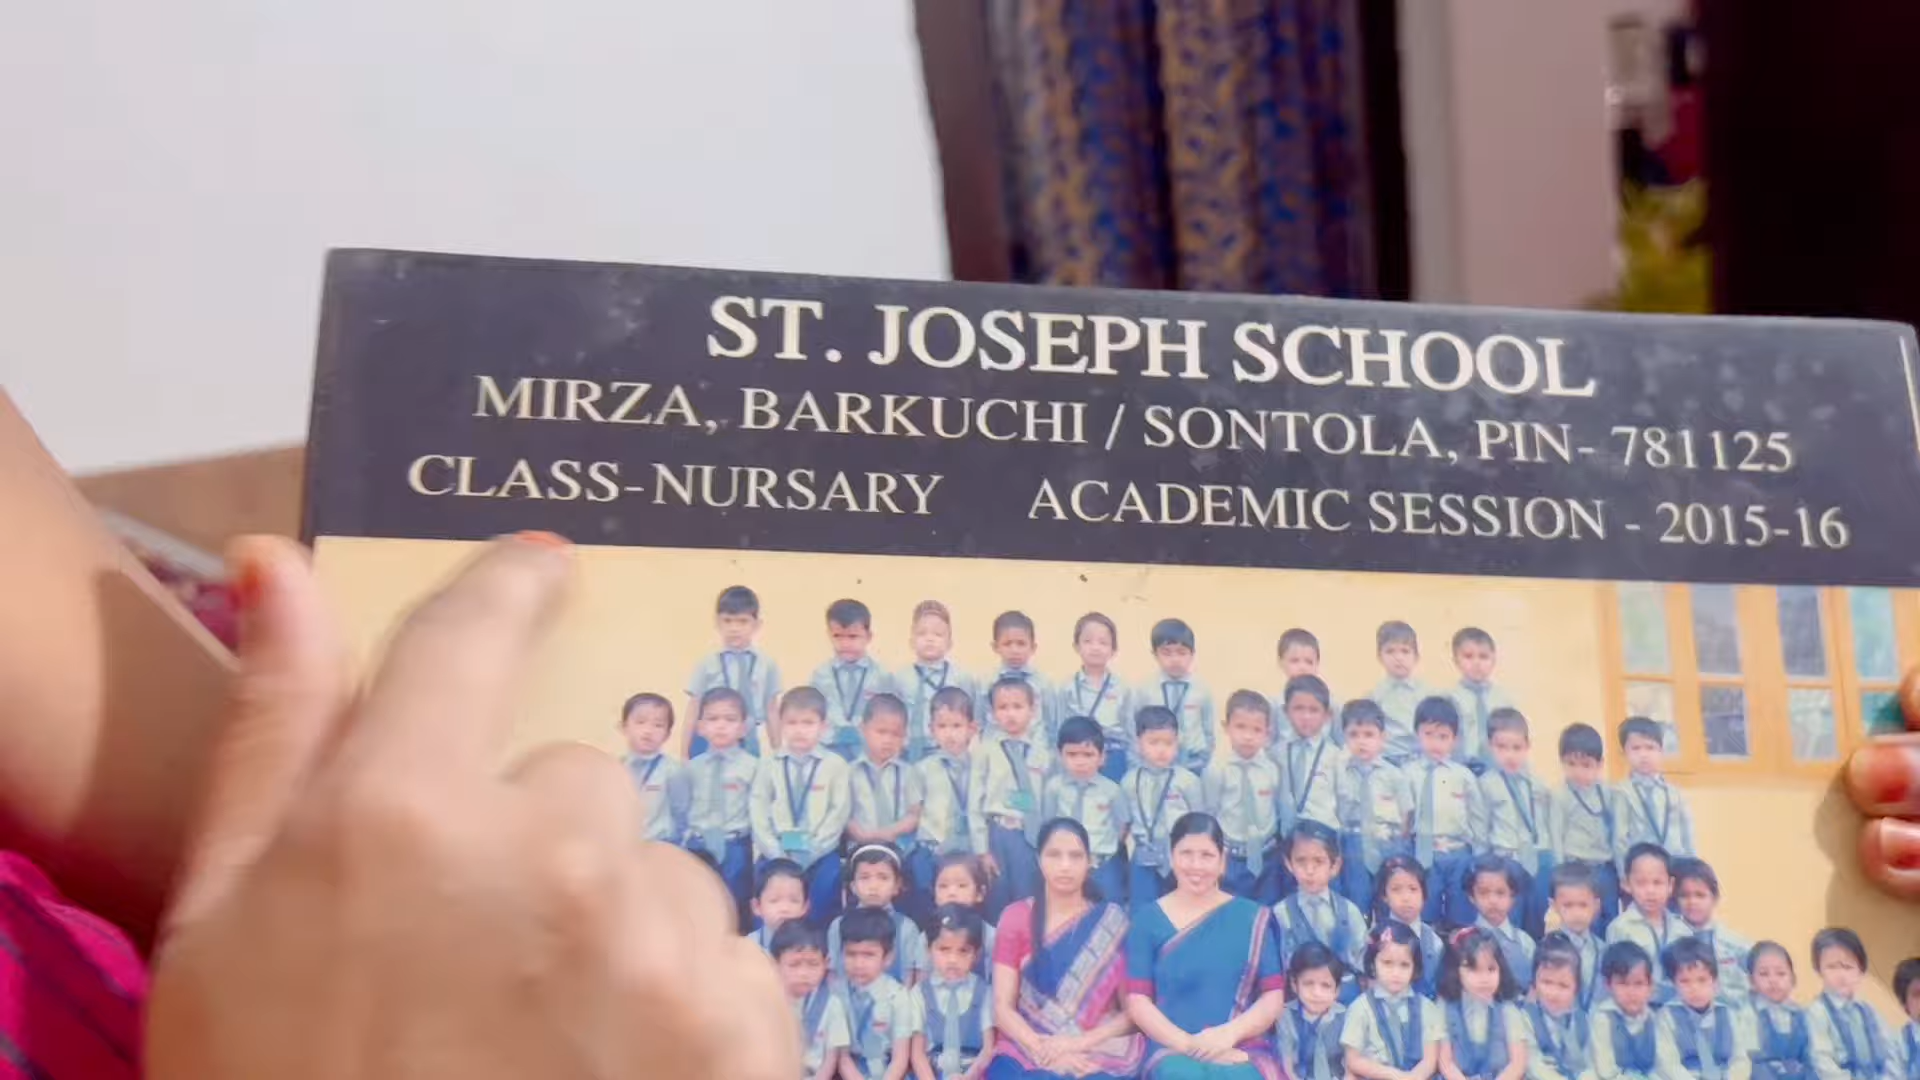 ST. JOSEPH SCHOOL
MIRZA, BARKUCHI / SONTOLA, PIN- 781125
CLASS-NURSARY ACADEMIC SESSION - 2015-16